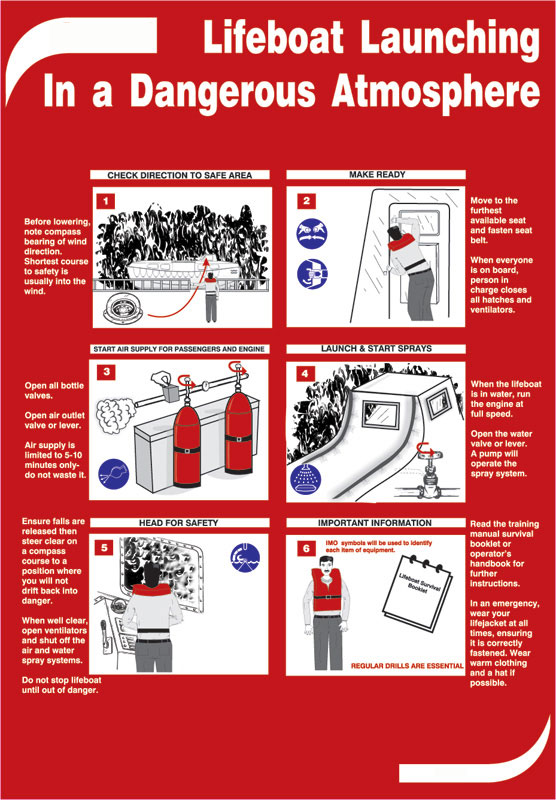 Lifeboat Launching
In a Dangerous Atmosphere
CHECK DIRECTION TO SAFE AREA
1
Before lowering,
note compass
bearing of wind
direction.
Shortest course
to safety is
usually into the
wind.
MAKE READY
2
Move to the
furthest
available seat
and fasten seat
belt.
When everyone
is on board,
person in
charge closes
all hatches and
ventilators.
START AIR SUPPLY FOR PASSENGERS AND ENGINE
3
Open all bottle
valves.
Open air outlet
valve or lever.
Air supply is
limited to 5-10
minutes only-
do not waste it.
LAUNCH & START SPRAYS
4
When the lifeboat
is in water, run
the engine at
full speed.
Open the water
valve or lever.
A pump will
operate the
spray system.
HEAD FOR SAFETY
5
Ensure falls are
released then
steer clear on
a compass
course to a
position where
you will not
drift back into
danger.
When well clear,
open ventilators
and shut off the
air and water
spray systems.
Do not stop lifeboat
until out of danger.
IMPORTANT INFORMATION
6
IMO symbols will be used to identify
each item of equipment.
Lifeboat Survival
Booklet
REGULAR DRILLS ARE ESSENTIAL
Read the training
manual survival
booklet or
operator's
handbook for
further
instructions.
In an emergency,
wear your
lifejacket at all
times, ensuring
it is correctly
fastened. Wear
warm clothing
and a hat if
possible.